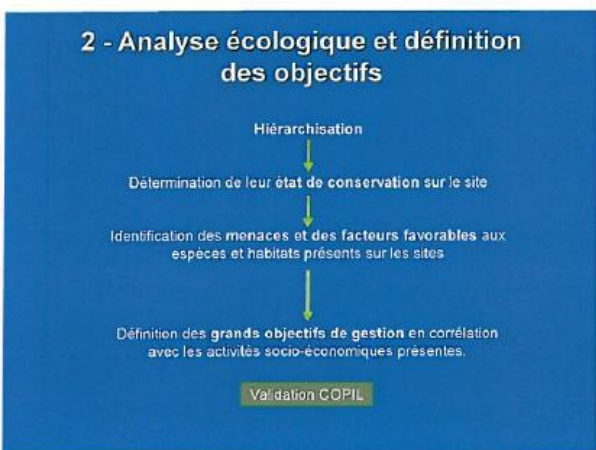 2 - Analyse écologique et définition
des objectifs
Hiérarchisation
Détermination de leur état de conservation sur le site
Identification des menaces et des facteurs favorables aux
espèces et habitats présents sur les sites
Définition des grands objectifs de gestion en corrélation
avec les activités socio-économiques présentes.
Validation COPIL